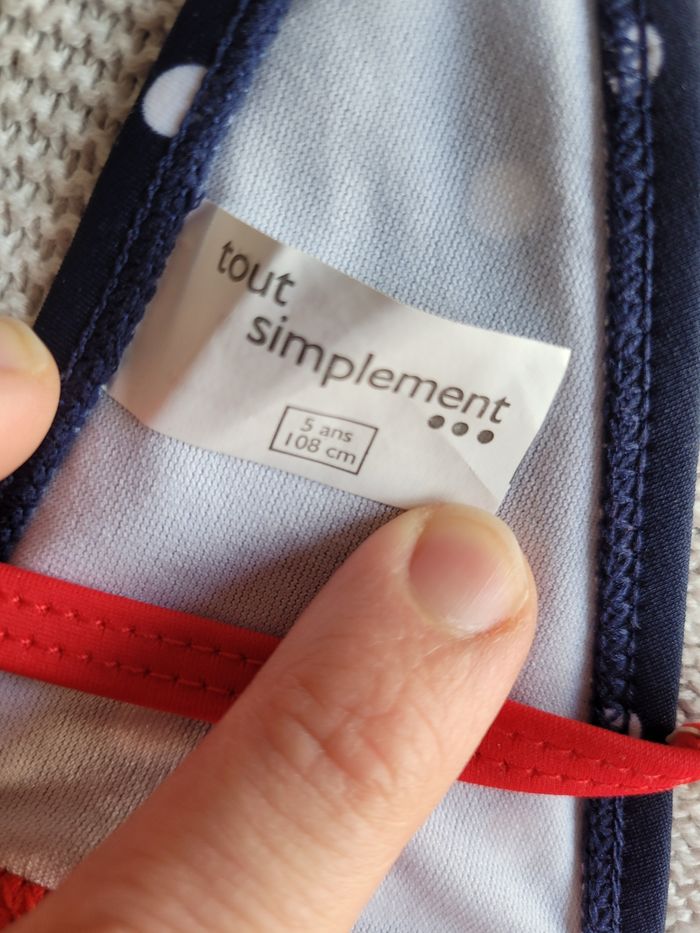 tout
simplement
•••
5 ans
108 cm